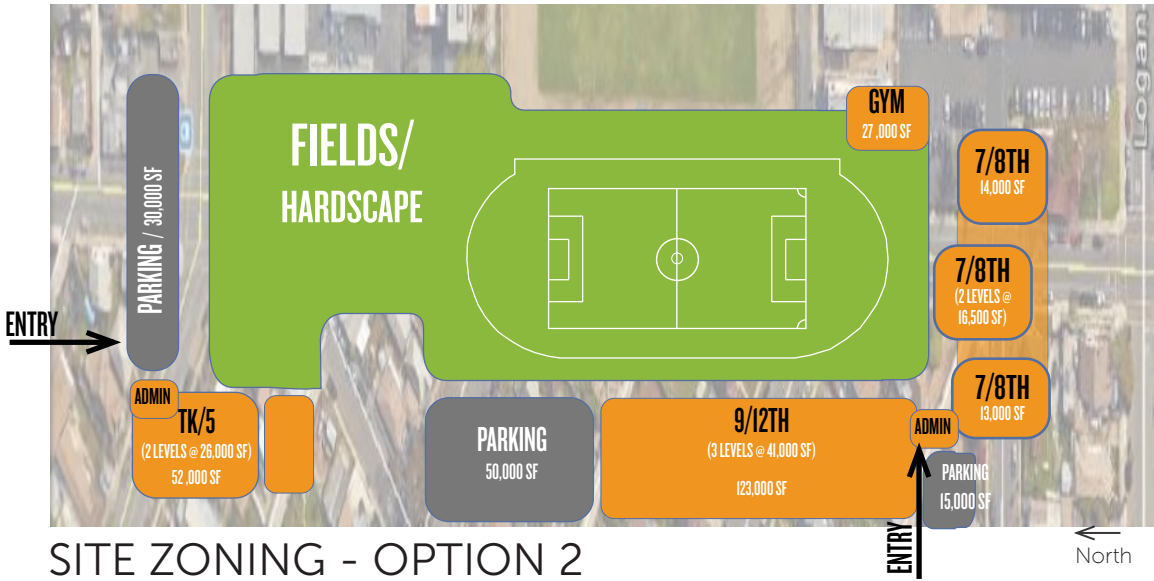 Logan
GYM
27,000 SF
FIELDS/
HARDSCAPE
7/8TH
14,000 SF
PARKING / 30,000 SF
7/8TH
(2 LEVELS @
16,500 SF)
ENTRY
7/8TH
13,000 SF
ADMIN
TK/5
(2 LEVELS @ 26,000 SF)
52,000 SF
PARKING
50,000 SF
9/12TH
(3 LEVELS @ 41,000 SF)
123,000 SF
ADMIN
PARKING
15,000 SF
ENTRY
North
SITE ZONING - OPTION 2